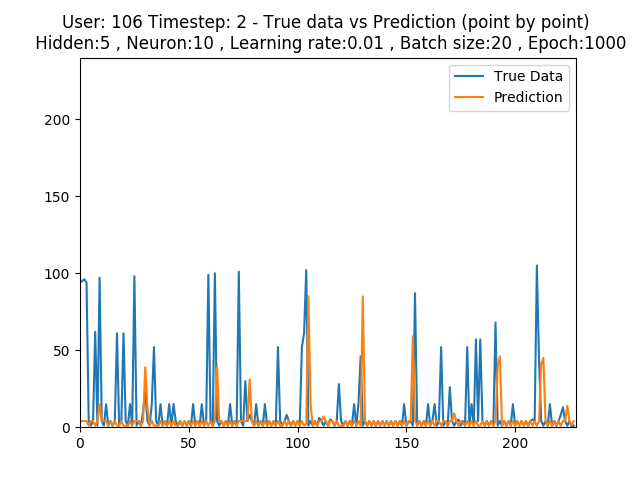 User: 106 Timestep: 2 - True data vs Prediction (point by point)
Hidden:5 , Neuron:10 , Learning rate:0.01 , Batch size:20 , Epoch:1000
True Data
Prediction
200
150
100
50
0
0 50 100 150 200